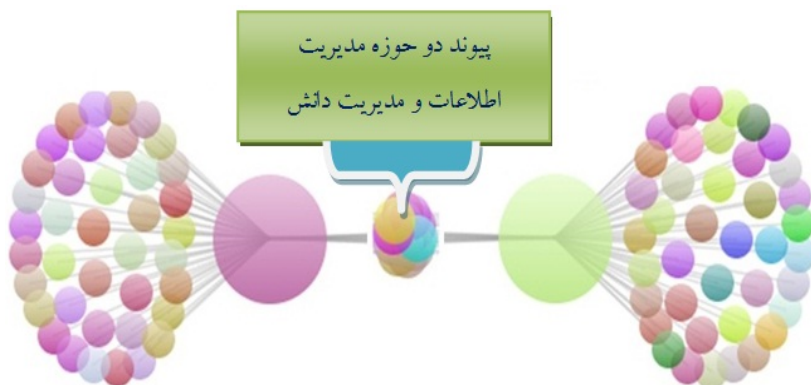 پیوند دو حوزه مدیریت
اطلاعات و مدیریت دانش